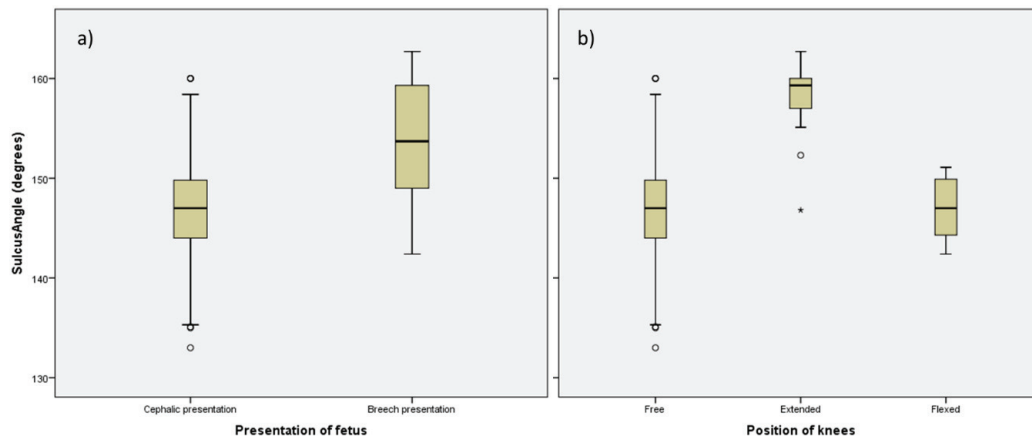 a)
b)
SulcusAngle (degrees)
160
150
140
130
Cephalic presentation
Breech presentation
Presentation of fetus
Free
Extended
Flexed
Position of knees